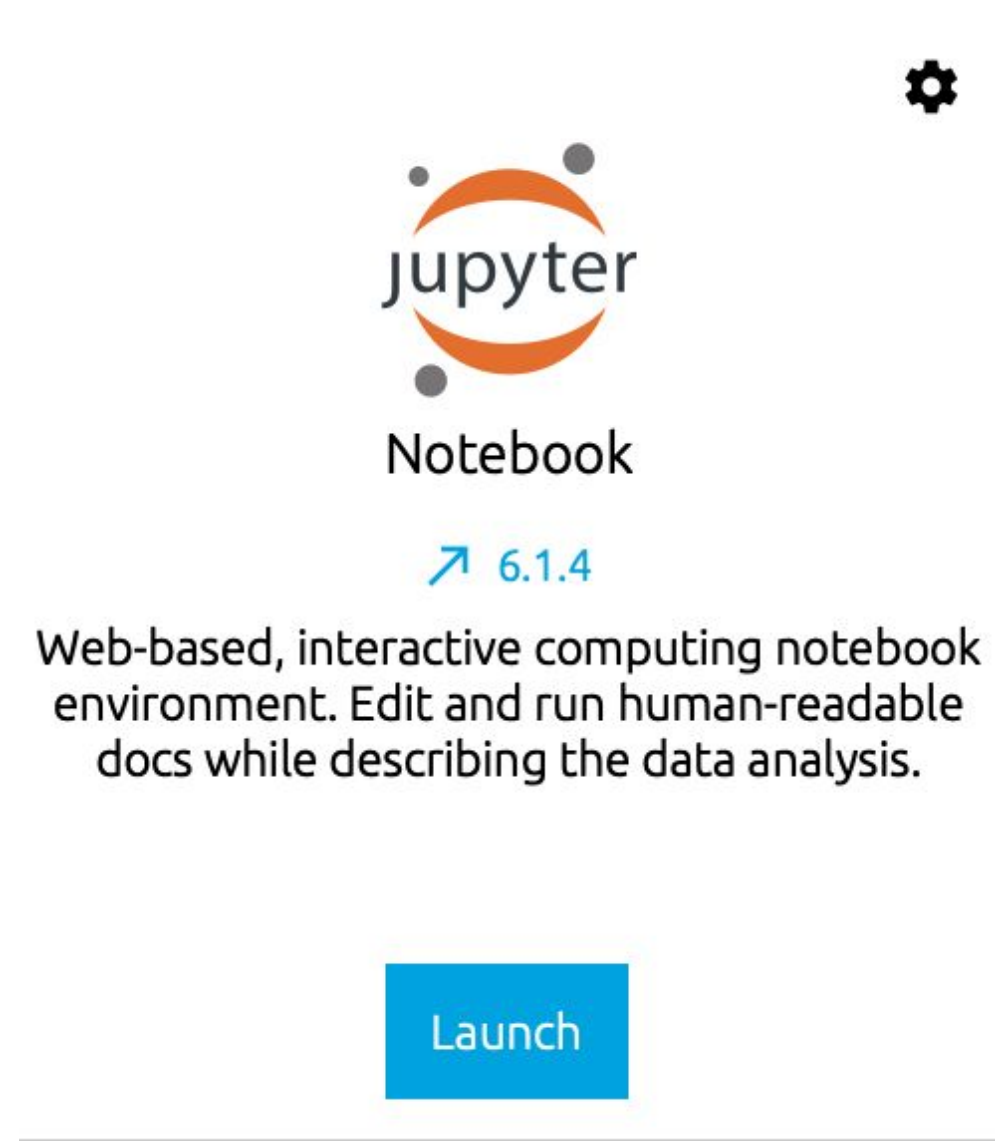 jupyter
Notebook
6.1.4
Web-based, interactive computing notebook
environment. Edit and run human-readable
docs while describing the data analysis.
Launch